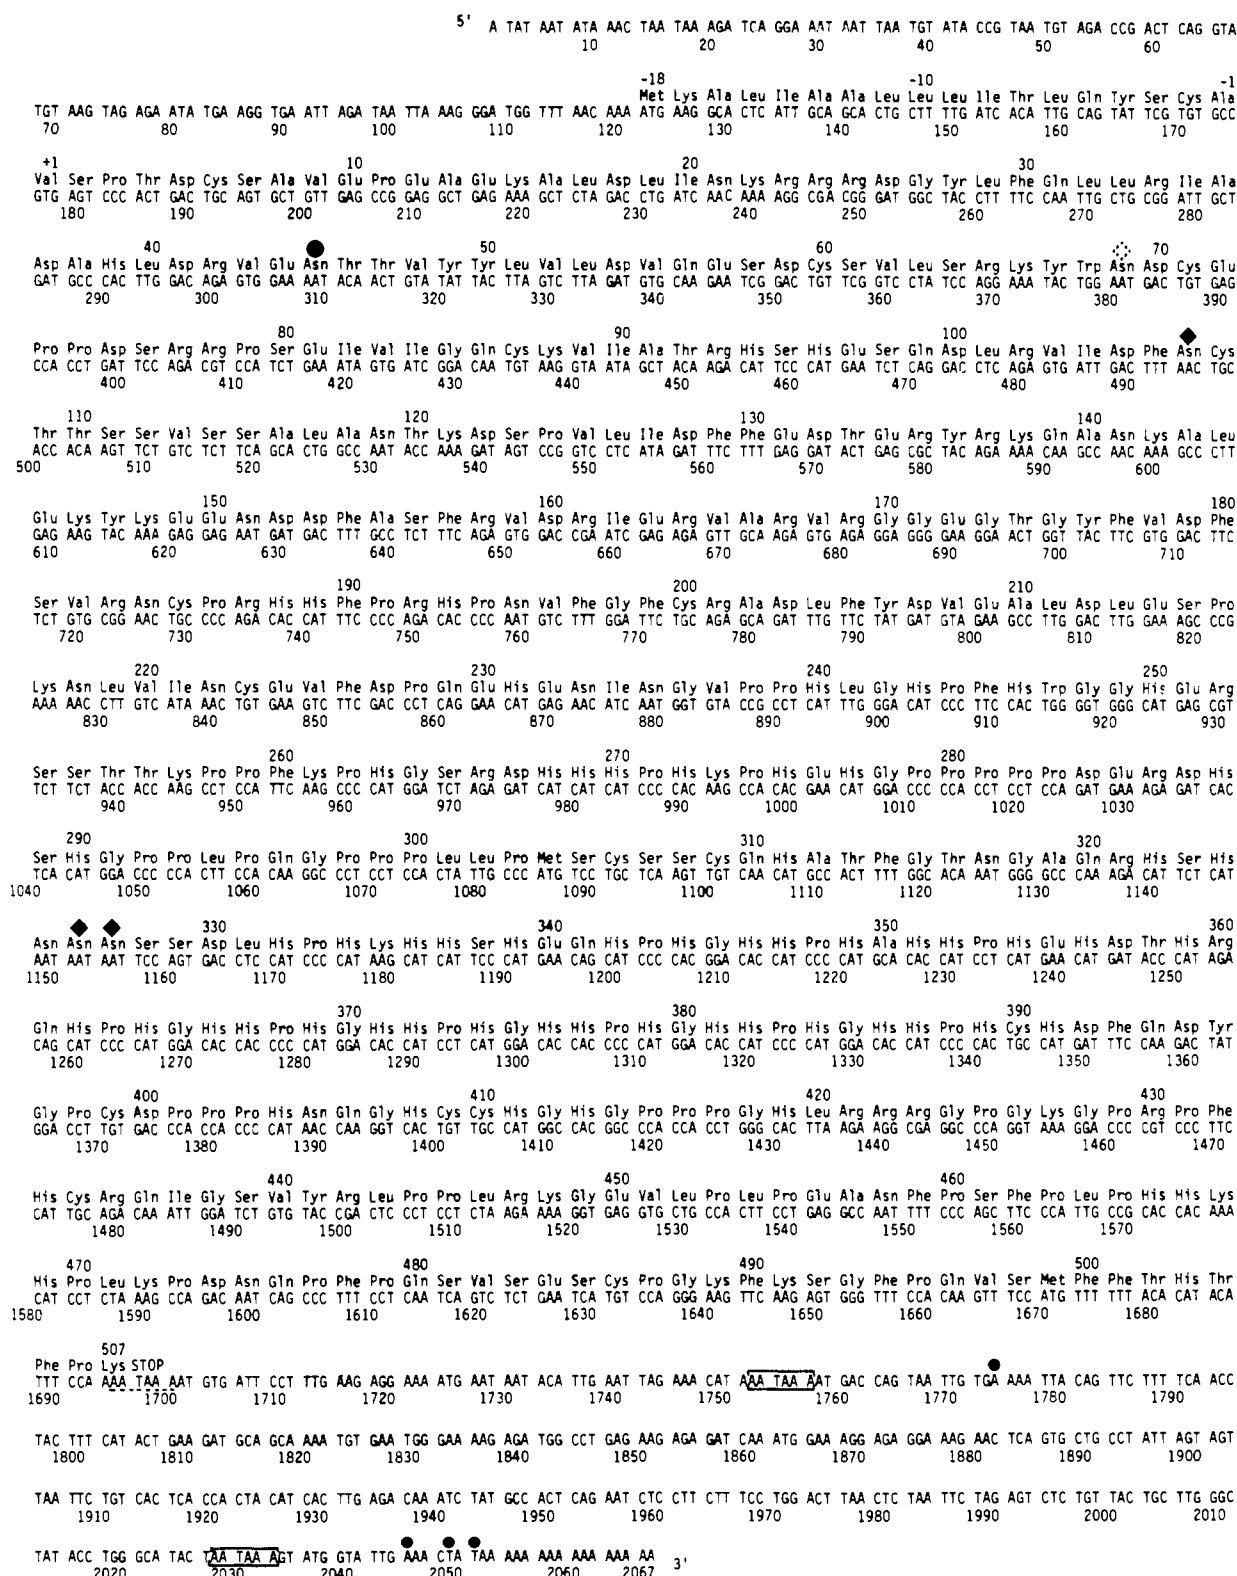 5' A TAT AAT ATA AAC TAA TAA AGA TCA GGA AAT AAT TAA TGT ATA CCG TAA TGT AGA CCG ACT CAG GTA
10 20 30 40 50 60
-18 -10 -1
Met Lys Ala Leu Ile Ala Ala Leu Leu Leu Ile Thr Leu Gln Tyr Ser Cys Ala
TGT AAG TAG AGA ATA TGA AGG TGA ATT AGA TAA TTA AAG GGA TGG TTT AAC AAA ATG AAG GCA CTC ATT GCA GCA CTG CTT TTG ATC ACA TTG CAG TAT TCG TGT GCC
70 80 90 100 110 120 130 140 150 160 170
+1 10 20 30
Val Ser Pro Thr Asp Cys Ser Ala Val Glu Pro Glu Ala Glu Lys Ala Leu Asp Leu Ile Asn Lys Arg Arg Arg Asp Gly Tyr Leu Phe Gln Leu Leu Arg Ile Ala
GTG AGT CCC ACT GAC TGC AGT GCT GTT GAG CCG GAG GCT GAG AAA GCT CTA GAC CTG ATC AAC AAA AGG CGA CGG GAT GGC TAC CTT TTC CAA TTG CTG CGG ATT GCT
180 190 200 210 220 230 240 250 260 270 280
40 50 60 70
Asp Ala His Leu Asp Arg Val Glu Asn Thr Thr Val Tyr Tyr Leu Val Leu Asp Val Gln Glu Ser Asp Cys Ser Val Leu Ser Arg Lys Tyr Trp Asn Asp Cys Glu
GAT GCC CAC TTG GAC AGA GTG GAA AAT ACA ACT GTA TAT TAC TTA GTC TTA GAT GTG CAA GAA TCG GAC TGT TCG GTC CTA TCC AGG AAA TAC TGG AAT GAC TGT GAG
290 300 310 320 330 340 350 360 370 380 390
80 90 100
Pro Pro Asp Ser Arg Arg Pro Ser Glu Ile Val Ile Gly Gln Cys Lys Val Ile Ala Thr Arg His Ser His Glu Ser Gln Asp Leu Arg Val Ile Asp Phe Asn Cys
CCA CCT GAT TCC AGA CGT CCA TCT GAA ATA GTG ATC GGA CAA TGT AAG GTA ATA GCT ACA AGA CAT TCC CAT GAA TCT CAG GAC CTC AGA GTG ATT GAC TTT AAC TGC
400 410 420 430 440 450 460 470 480 490
110 120 130 140
Thr Thr Ser Ser Val Ser Ser Ala Leu Ala Asn Thr Lys Asp Ser Pro Val Leu Ile Asp Phe Phe Glu Asp Thr Glu Arg Tyr Arg Lys Gln Ala Asn Lys Ala Leu
ACC ACA AGT TCT GTC TCT TCA GCA CTG GCC AAT ACC AAA GAT AGT CCG GTC CTC ATA GAT TTC TTT GAG GAT ACT GAG CGC TAC AGA AAA CAA GCC AAC AAA GCC CTT
500 510 520 530 540 550 560 570 580 590 600
150 160 170 180
Glu Lys Tyr Lys Glu Glu Asn Asp Asp Phe Ala Ser Phe Arg Val Asp Arg Ile Glu Arg Val Ala Arg Val Arg Gly Gly Glu Gly Thr Gly Tyr Phe Val Asp Phe
GAG AAG TAC AAA GAG GAG AAT GAT GAC TTT GCC TCT TTC AGA GTG GAC CGA ATC GAG AGA GTT GCA AGA GTG AGA GGA GGG GAA GGA ACT GGT TAC TTC GTG GAC TTC
610 620 630 640 650 660 670 680 690 700 710
190 200 210
Ser Val Arg Asn Cys Pro Arg His His Phe Pro Arg His Pro Asn Val Phe Gly Phe Cys Arg Ala Asp Leu Phe Tyr Asp Val Glu Ala Leu Asp Leu Glu Ser Pro
TCT GTG CGG AAC TGC CCC AGA CAC CAT TTC CCC AGA CAC CCC AAT GTC TTT GGA TTC TGC AGA GCA GAT TTG TTC TAT GAT GTA GAA GCC TTG GAC TTG GAA AGC CCG
720 730 740 750 760 770 780 790 800 810 820
220 230 240 250
Lys Asn Leu Val Ile Asn Cys Glu Val Phe Asp Pro Gln Glu His Glu Asn Ile Asn Gly Val Pro Pro His Leu Gly His Pro Phe His Trp Gly Gly His Glu Arg
AAA AAC CTT GTC ATA AAC TGT GAA GTC TTC GAC CCT CAG GAA CAT GAG AAC ATC AAT GGT GTA CCG CCT CAT TTG GGA CAT CCC TTC CAC TGG GGT GGG CAT GAG CGT
830 840 850 860 870 880 890 900 910 920 930
260 270 280
Ser Ser Thr Thr Lys Pro Pro Phe Lys Pro His Gly Ser Arg Asp His His His Pro His Lys Pro His Glu His Gly Pro Pro Pro Pro Pro Asp Glu Arg Asp His
TCT TCT ACC ACC AAG CCT CCA TTC AAG CCC CAT GGA TCT AGA GAT CAT CAT CAT CCC CAC AAG CCA CAC GAA CAT GGA CCC CCA CCT CCT CCA GAT GAA AGA GAT CAC
940 950 960 970 980 990 1000 1010 1020 1030
290 300 310 320
Ser His Gly Pro Pro Leu Pro Gln Gly Pro Pro Pro Leu Leu Pro Met Ser Cys Ser Ser Cys Gln His Ala Thr Phe Gly Thr Asn Gly Ala Gln Arg His Ser His
TCA CAT GGA CCC CCA CTT CCA CAA GGC CCT CCT CCA CTA TTG CCC ATG TCC TGC TCA AGT TGT CAA CAT GCC ACT TTT GGC ACA AAT GGG GCC CAA AGA CAT TCT CAT
1040 1050 1060 1070 1080 1090 1100 1110 1120 1130 1140
330 340 350 360
Asn Asn Asn Ser Ser Asp Leu His Pro His Lys His His Ser His Glu Gln His Pro His Gly His His Pro His Ala His His Pro His Glu His Asp Thr His Arg
AAT AAT AAT TCC AGT GAC CTC CAT CCC CAT AAG CAT CAT TCC CAT GAA CAG CAT CCC CAC GGA CAC CAT CCC CAT GCA CAC CAT CCT CAT GAA CAT GAT ACC CAT AGA
1150 1160 1170 1180 1190 1200 1210 1220 1230 1240 1250
370 380 390
Gln His Pro His Gly His His Pro His Gly His His Pro His Gly His His Pro His Gly His His Pro His Gly His His Pro His Cys His Asp Phe Gln Asp Tyr
CAG CAT CCC CAT GGA CAC CAC CCC CAT GGA CAC CAT CCT CAT GGA CAC CAC CCC CAT GGA CAC CAT CCC CAT GGA CAC CAT CCC CAC TGC CAT GAT TTC CAA GAC TAT
1260 1270 1280 1290 1300 1310 1320 1330 1340 1350 1360
400 410 420 430
Gly Pro Cys Asp Pro Pro Pro His Asn Gln Gly His Cys Cys His Gly His Gly Pro Pro Pro Gly His Leu Arg Arg Arg Gly Pro Gly Lys Gly Pro Arg Pro Phe
GGA CCT TGT GAC CCA CCA CCC CAT AAC CAA GGT CAC TGT TGC CAT GGC CAC GGC CCA CCA CCT GGG CAC TTA AGA AGG CGA GGC CCA GGT AAA GGA CCC CGT CCC TTC
1370 1380 1390 1400 1410 1420 1430 1440 1450 1460 1470
440 450 460
His Cys Arg Gln Ile Gly Ser Val Tyr Arg Leu Pro Pro Leu Arg Lys Gly Glu Val Leu Pro Leu Pro Glu Ala Asn Phe Pro Ser Phe Pro Leu Pro His His Lys
CAT TGC AGA CAA ATT GGA TCT GTG TAC CGA CTC CCT CCT CTA AGA AAA GGT GAG GTG CTG CCA CTT CCT GAG GCC AAT TTT CCC AGC TTC CCA TTG CCG CAC CAC AAA
1480 1490 1500 1510 1520 1530 1540 1550 1560 1570
470 480 490 500
His Pro Leu Lys Pro Asp Asn Gln Pro Phe Pro Gln Ser Val Ser Glu Ser Cys Pro Gly Lys Phe Lys Ser Gly Phe Pro Gln Val Ser Met Phe Phe Thr His Thr
CAT CCT CTA AAG CCA GAC AAT CAG CCC TTT CCT CAA TCA GTC TCT GAA TCA TGT CCA GGG AAG TTC AAG AGT GGG TTT CCA CAA GTT TCC ATG TTT TTT ACA CAT ACA
1580 1590 1600 1610 1620 1630 1640 1650 1660 1670 1680
507
Phe Pro Lys STOP
TTT CCA AAA TAA AAT GTG ATT CCT TTG AAG AGG AAA ATG AAT AAT ACA TTG AAT TAG AAA CAT AAA TAA AAT GAC CAG TAA TTG TGA AAA TTA CAG TTC TTT TCA ACC
1690 1700 1710 1720 1730 1740 1750 1760 1770 1780 1790
TAC TTT CAT ACT GAA GAT GCA GCA AAA TGT GAA TGG GAA AAG AGA TGG CCT GAG AAG AGA GAT CAA ATG GAA AGG AGA GGA AAG AAC TCA GTG CTG CCT ATT AGT AGT
1800 1810 1820 1830 1840 1850 1860 1870 1880 1890 1900
TAA TTC TGT CAC TCA CCA CTA CAT CAC TTG AGA CAA ATC TAT GCC ACT CAG AAT CTC CTT CTT TCC TGG ACT TAA CTC TAA TTC TAG AGT CTC TGT TAC TGC TTG GGC
1910 1920 1930 1940 1950 1960 1970 1980 1990 2000 2010
TAT ACC TGG GCA TAC TAA TAA AGT ATG GTA TTG AAA CTA TAA AAA AAA AAA AAA AA 3'
2020 2030 2040 2050 2060 2067